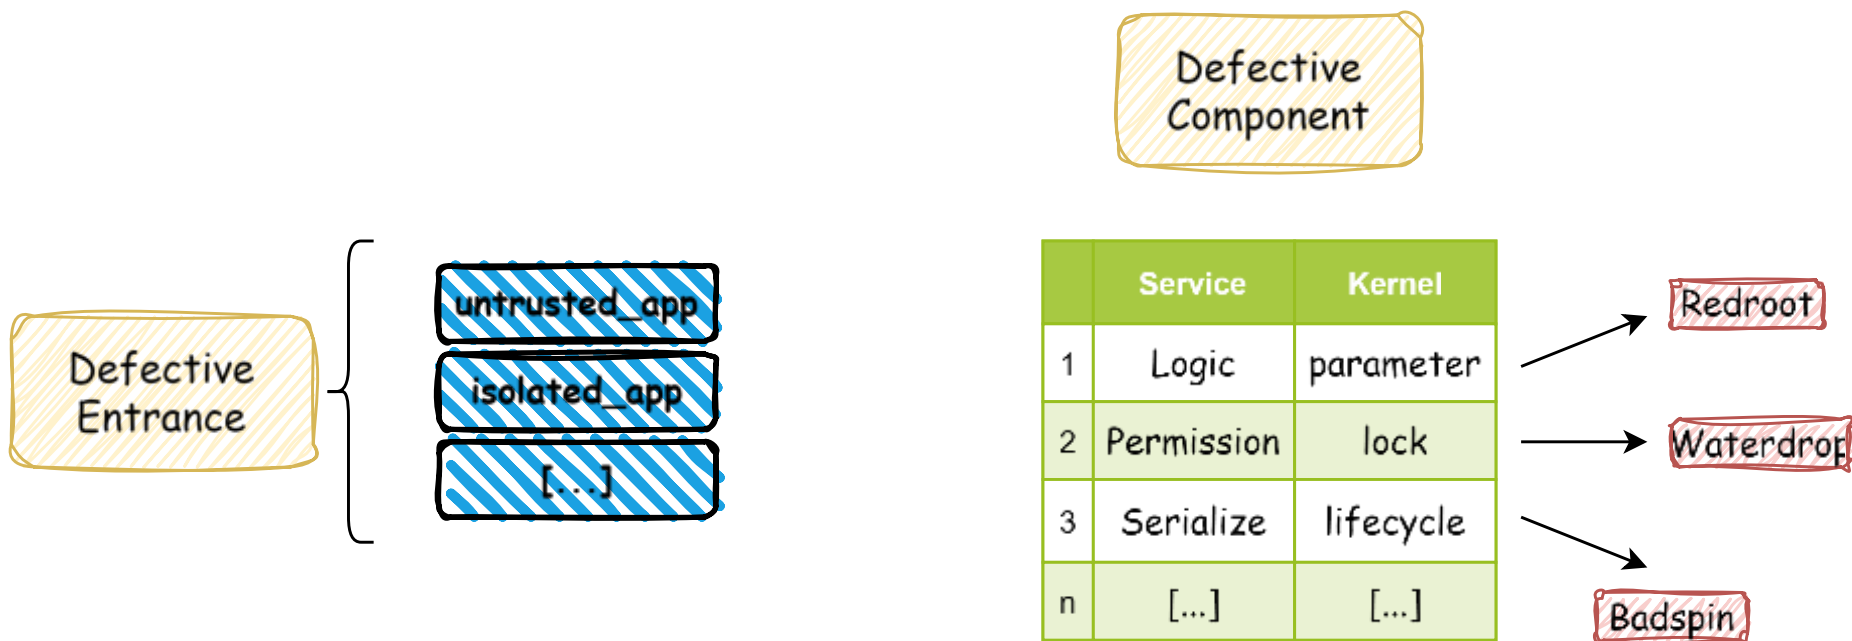 Defective
Component
Defective
Entrance
untrusted_app
isolated_app
[...]
Service Kernel
1 Logic parameter
2 Permission lock
3 Serialize lifecycle
n [...] [...]
Redroot
Waterdrop
Badspin